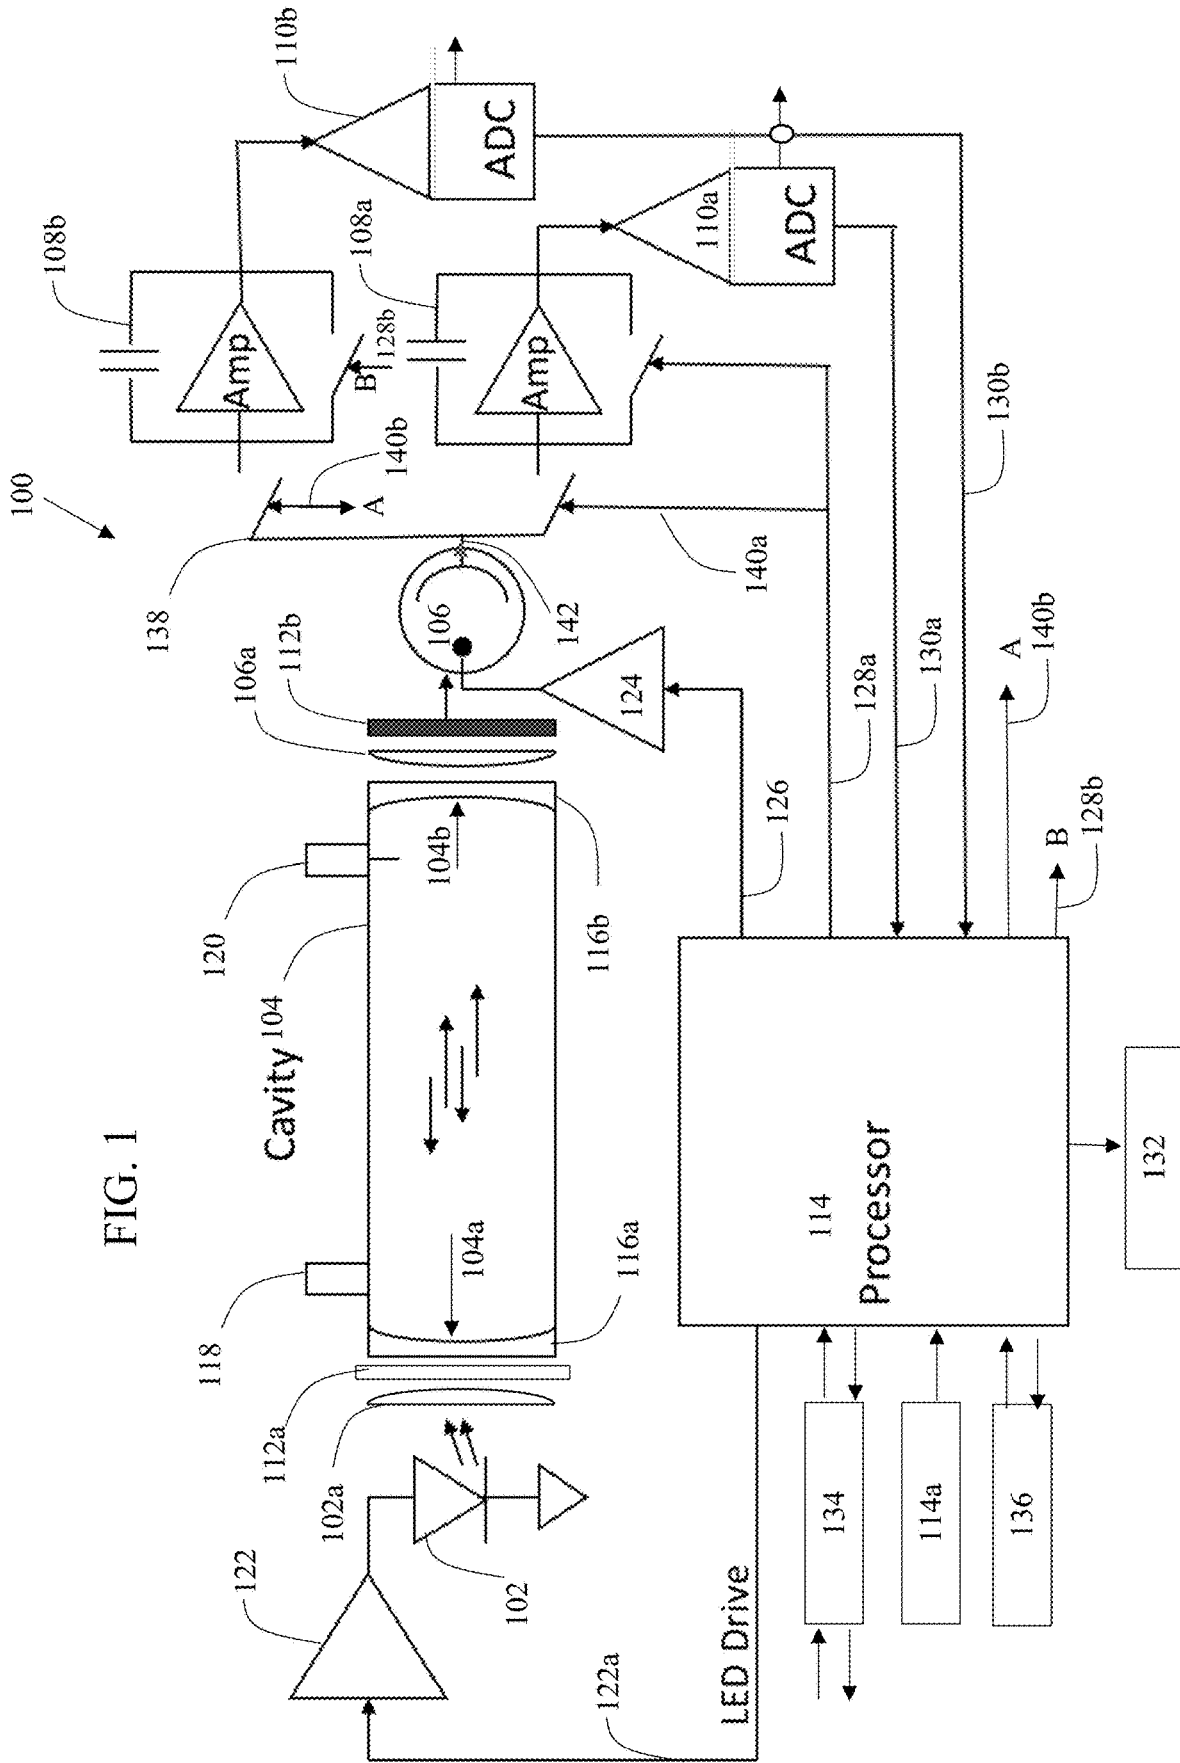 FIG. 1
100
122
102a
112a
118
Cavity
104
120
106a
112b
138
108b
110b
102
104a
116a
104b
116b
106
142
124
140b
A
Amp
B
128b
108a
Amp
ADC
110a
ADC
122a
LED Drive
126
128a
140a
130a
130b
114
Processor
A
140b
B
128b
134
114a
136
132